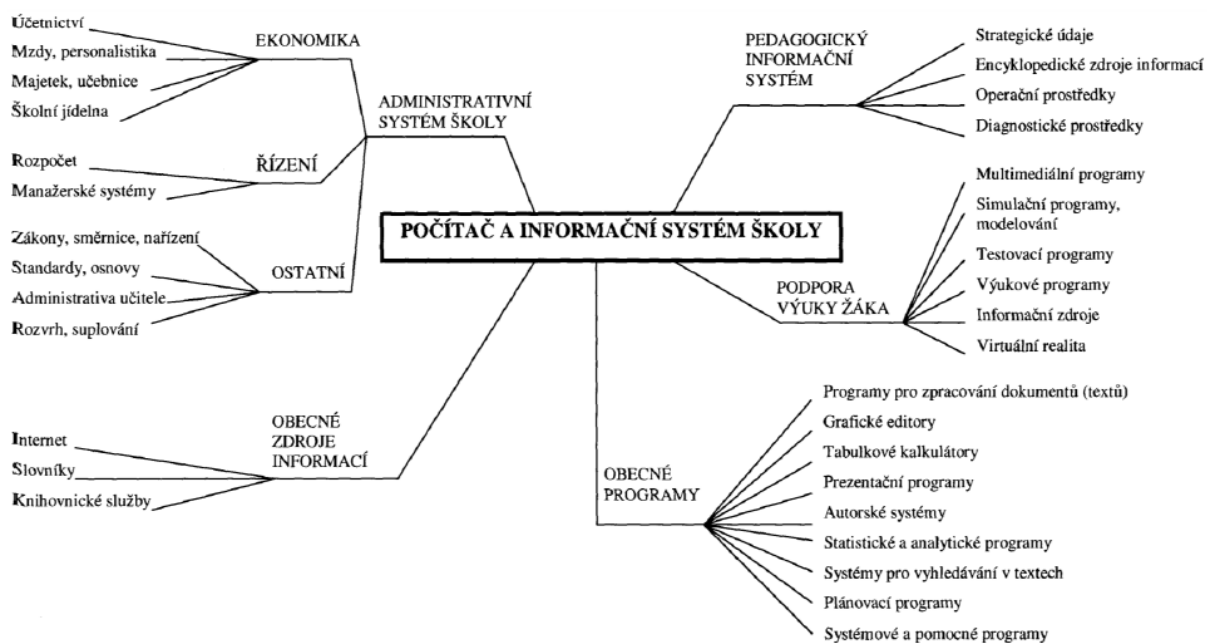 Účetnictví
Mzdy, personalistika
Majetek, učebnice
Školní jídelna
EKONOMIKA
Rozpočet
Manažerské systémy
ŘÍZENÍ
Zákony, směrnice, nařízení
Standardy, osnovy
Administrativa učitele
Rozvrh, suplování
OSTATNÍ
ADMINISTRATIVNÍ
SYSTÉM ŠKOLY
Internet
Slovníky
Knihovnické služby
OBECNÉ
ZDROJE
INFORMACÍ
POČÍTAČ A INFORMAČNÍ SYSTÉM ŠKOLY
PEDAGOGICKÝ
INFORMAČNÍ
SYSTÉM
Strategické údaje
Encyklopedické zdroje informací
Operační prostředky
Diagnostické prostředky
PODPORA
VÝUKY ŽÁKA
Multimediální programy
Simulační programy,
modelování
Testovací programy
Výukové programy
Informační zdroje
Virtuální realita
OBECNÉ
PROGRAMY
Programy pro zpracování dokumentů (textů)
Grafické editory
Tabulkové kalkulátory
Prezentační programy
Autorské systémy
Statistické a analytické programy
Systémy pro vyhledávání v textech
Plánovací programy
Systémové a pomocné programy